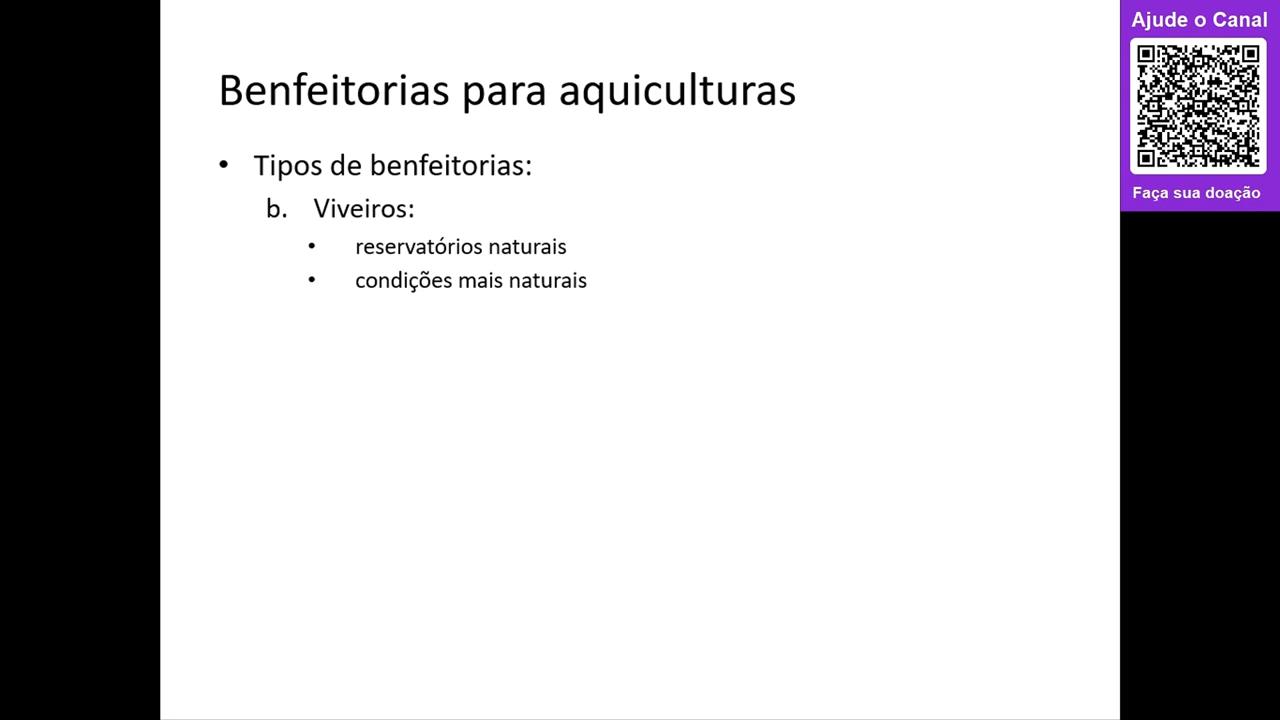 Benfeitorias para aquiculturas
• Tipos de benfeitorias:
b. Viveiros:
• reservatórios naturais
• condições mais naturais
Ajude o Canal
Faça sua doação